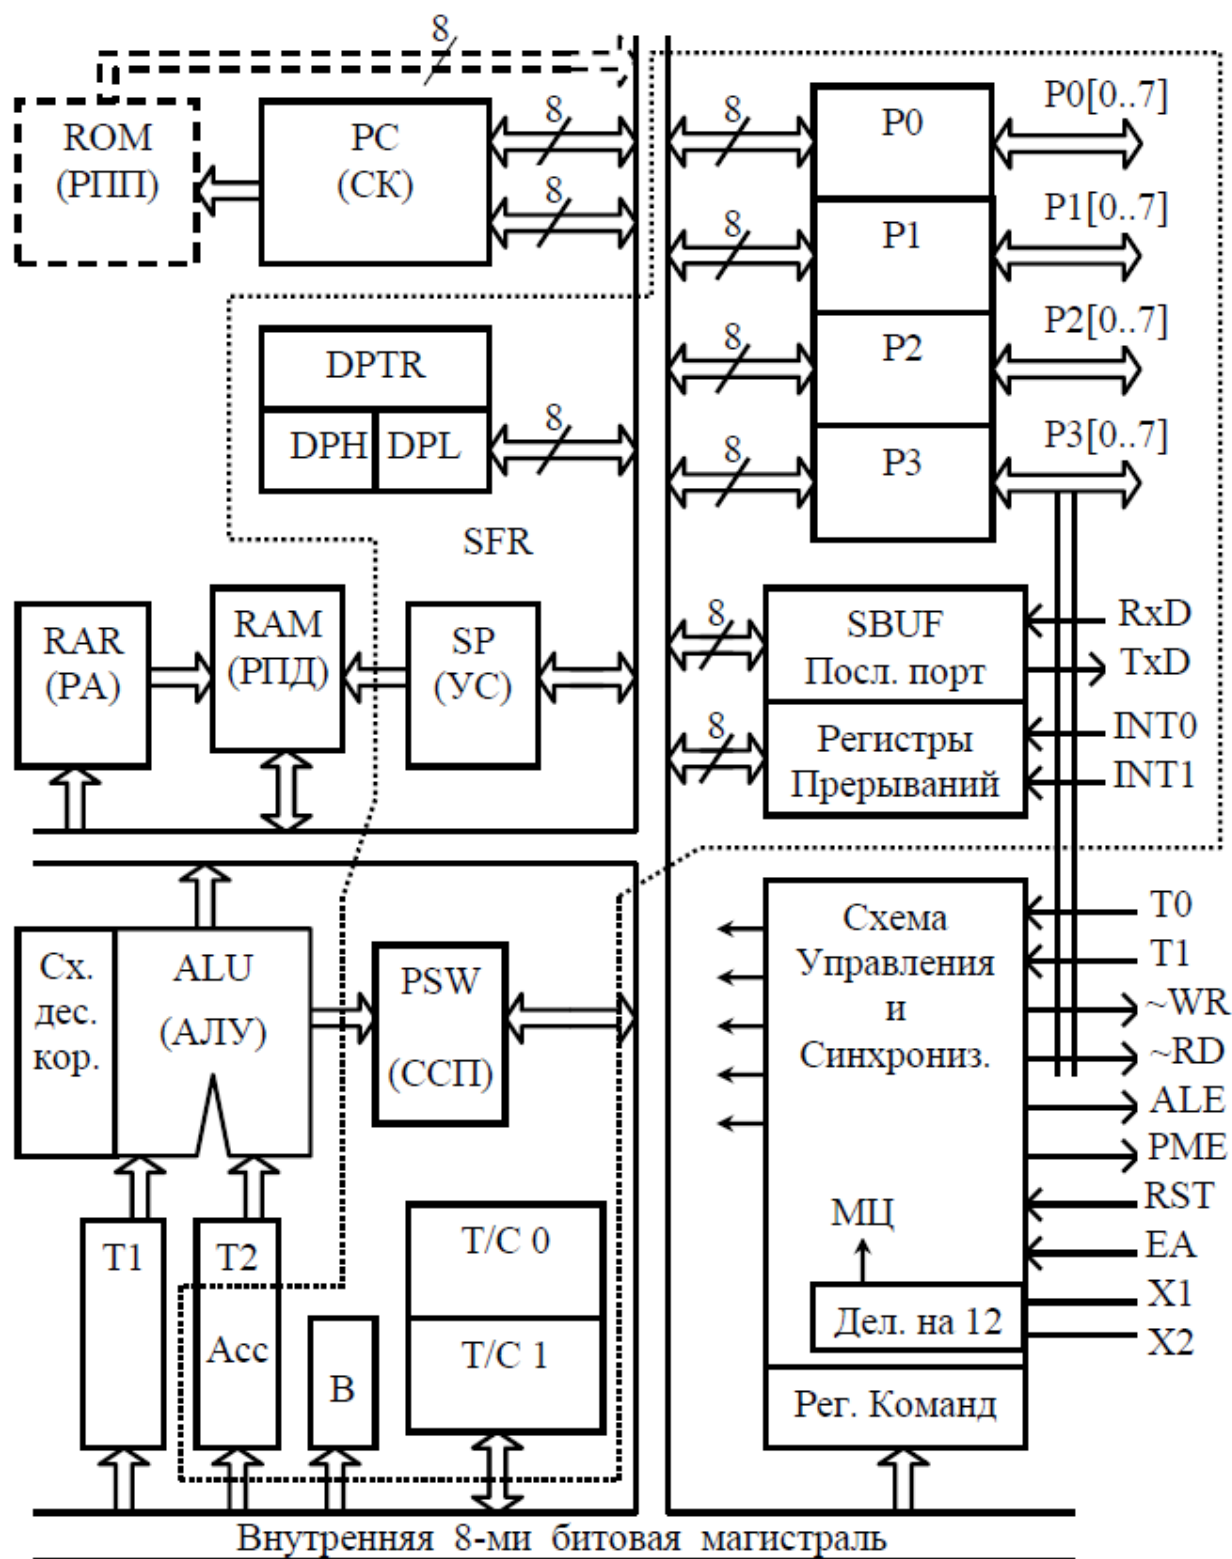 8
ROM
(РПП)
PC
(СК)
8
8
8
P0
P0[0..7]
8
P1
P1[0..7]
8
P2
P2[0..7]
8
P3
P3[0..7]
DPTR
DPH
DPL
8
SFR
RAR
(РА)
RAM
(РПД)
SP
(УС)
8
SBUF
Посл. порт
RxD
TxD
8
Регистры
Прерываний
INT0
INT1
Сх.
дес.
кор.
ALU
(АЛУ)
PSW
(ССП)
Схема
Управления
и
Синхрониз.
T0
T1
~WR
~RD
ALE
PME
RST
EA
X1
X2
МЦ
Дел. на 12
Рег. Команд
T1
T2
Acc
B
T/C 0
T/C 1
Внутренняя 8-ми битовая магистраль